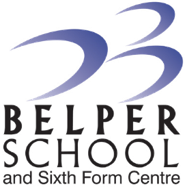 BELPER
SCHOOL
and Sixth Form Centre